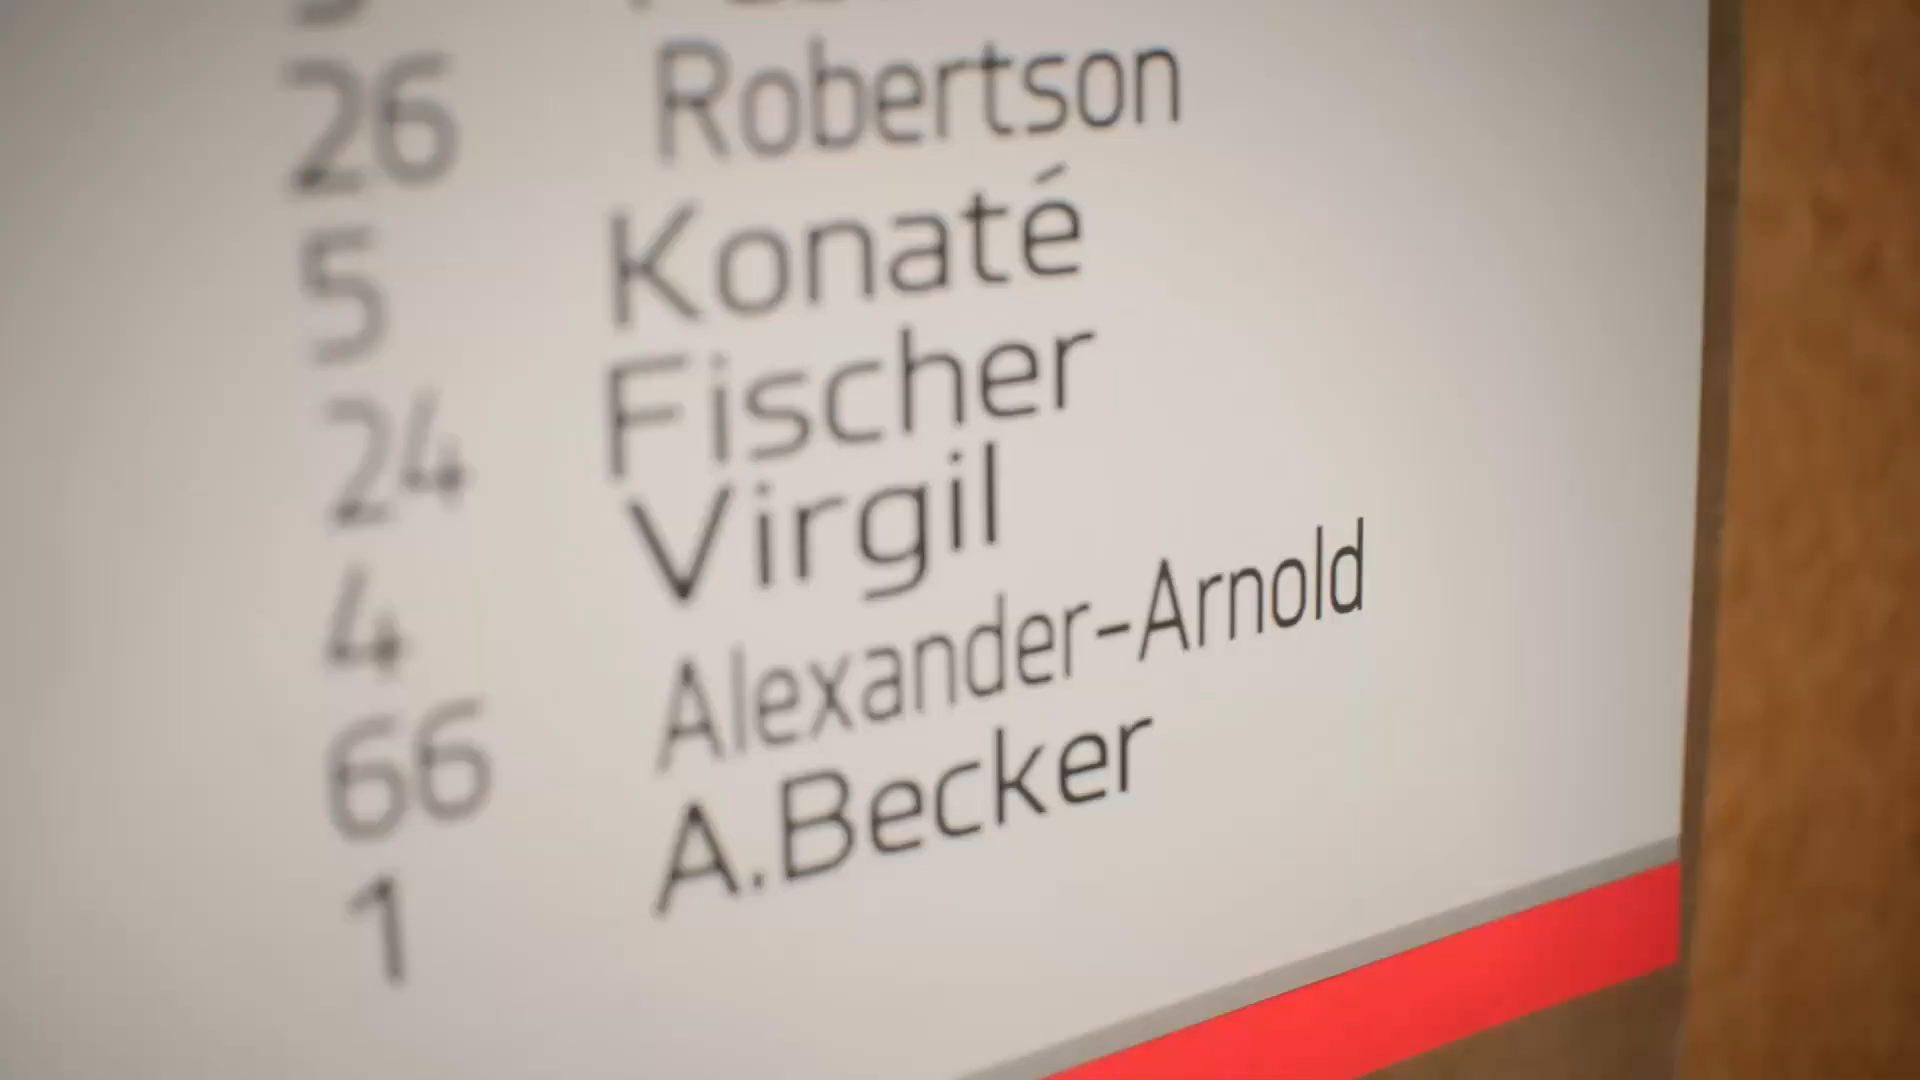 26 Robertson
5 Konaté
24 Fischer
4 Virgil
66 Alexander-Arnold
1 A.Becker